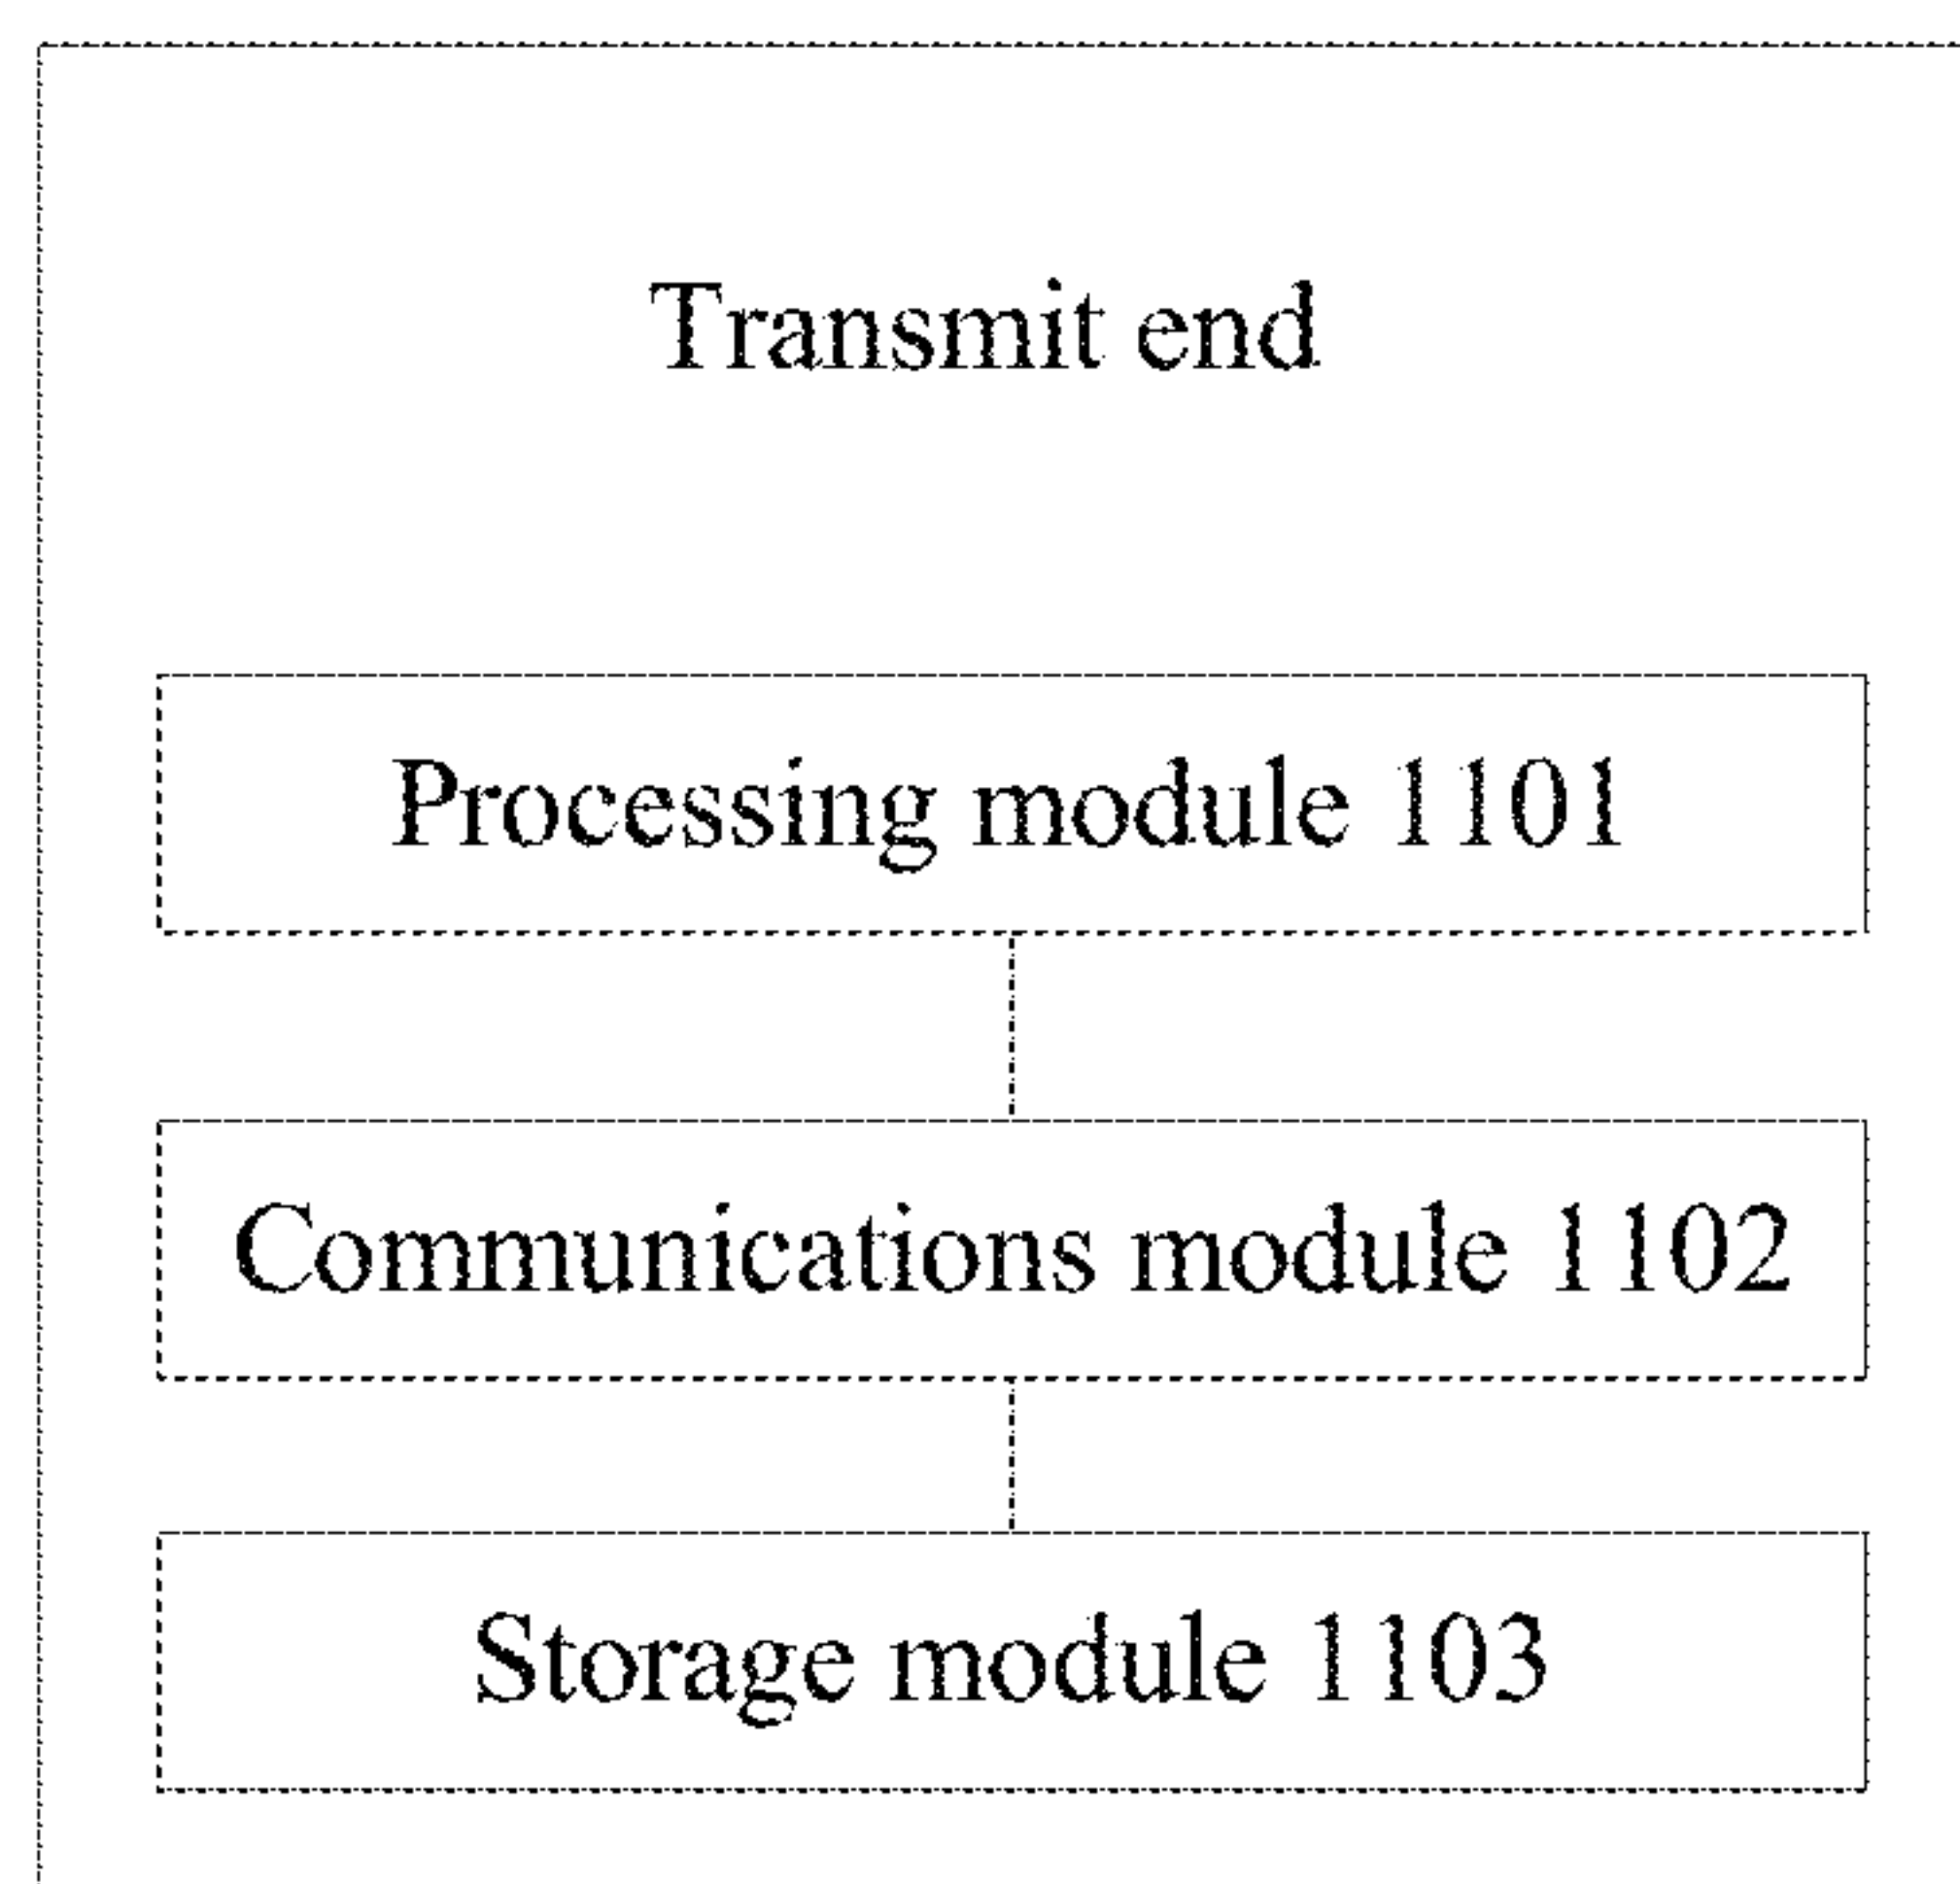 Transmit end
Processing module 1101
Communications module 1102
Storage module 1103